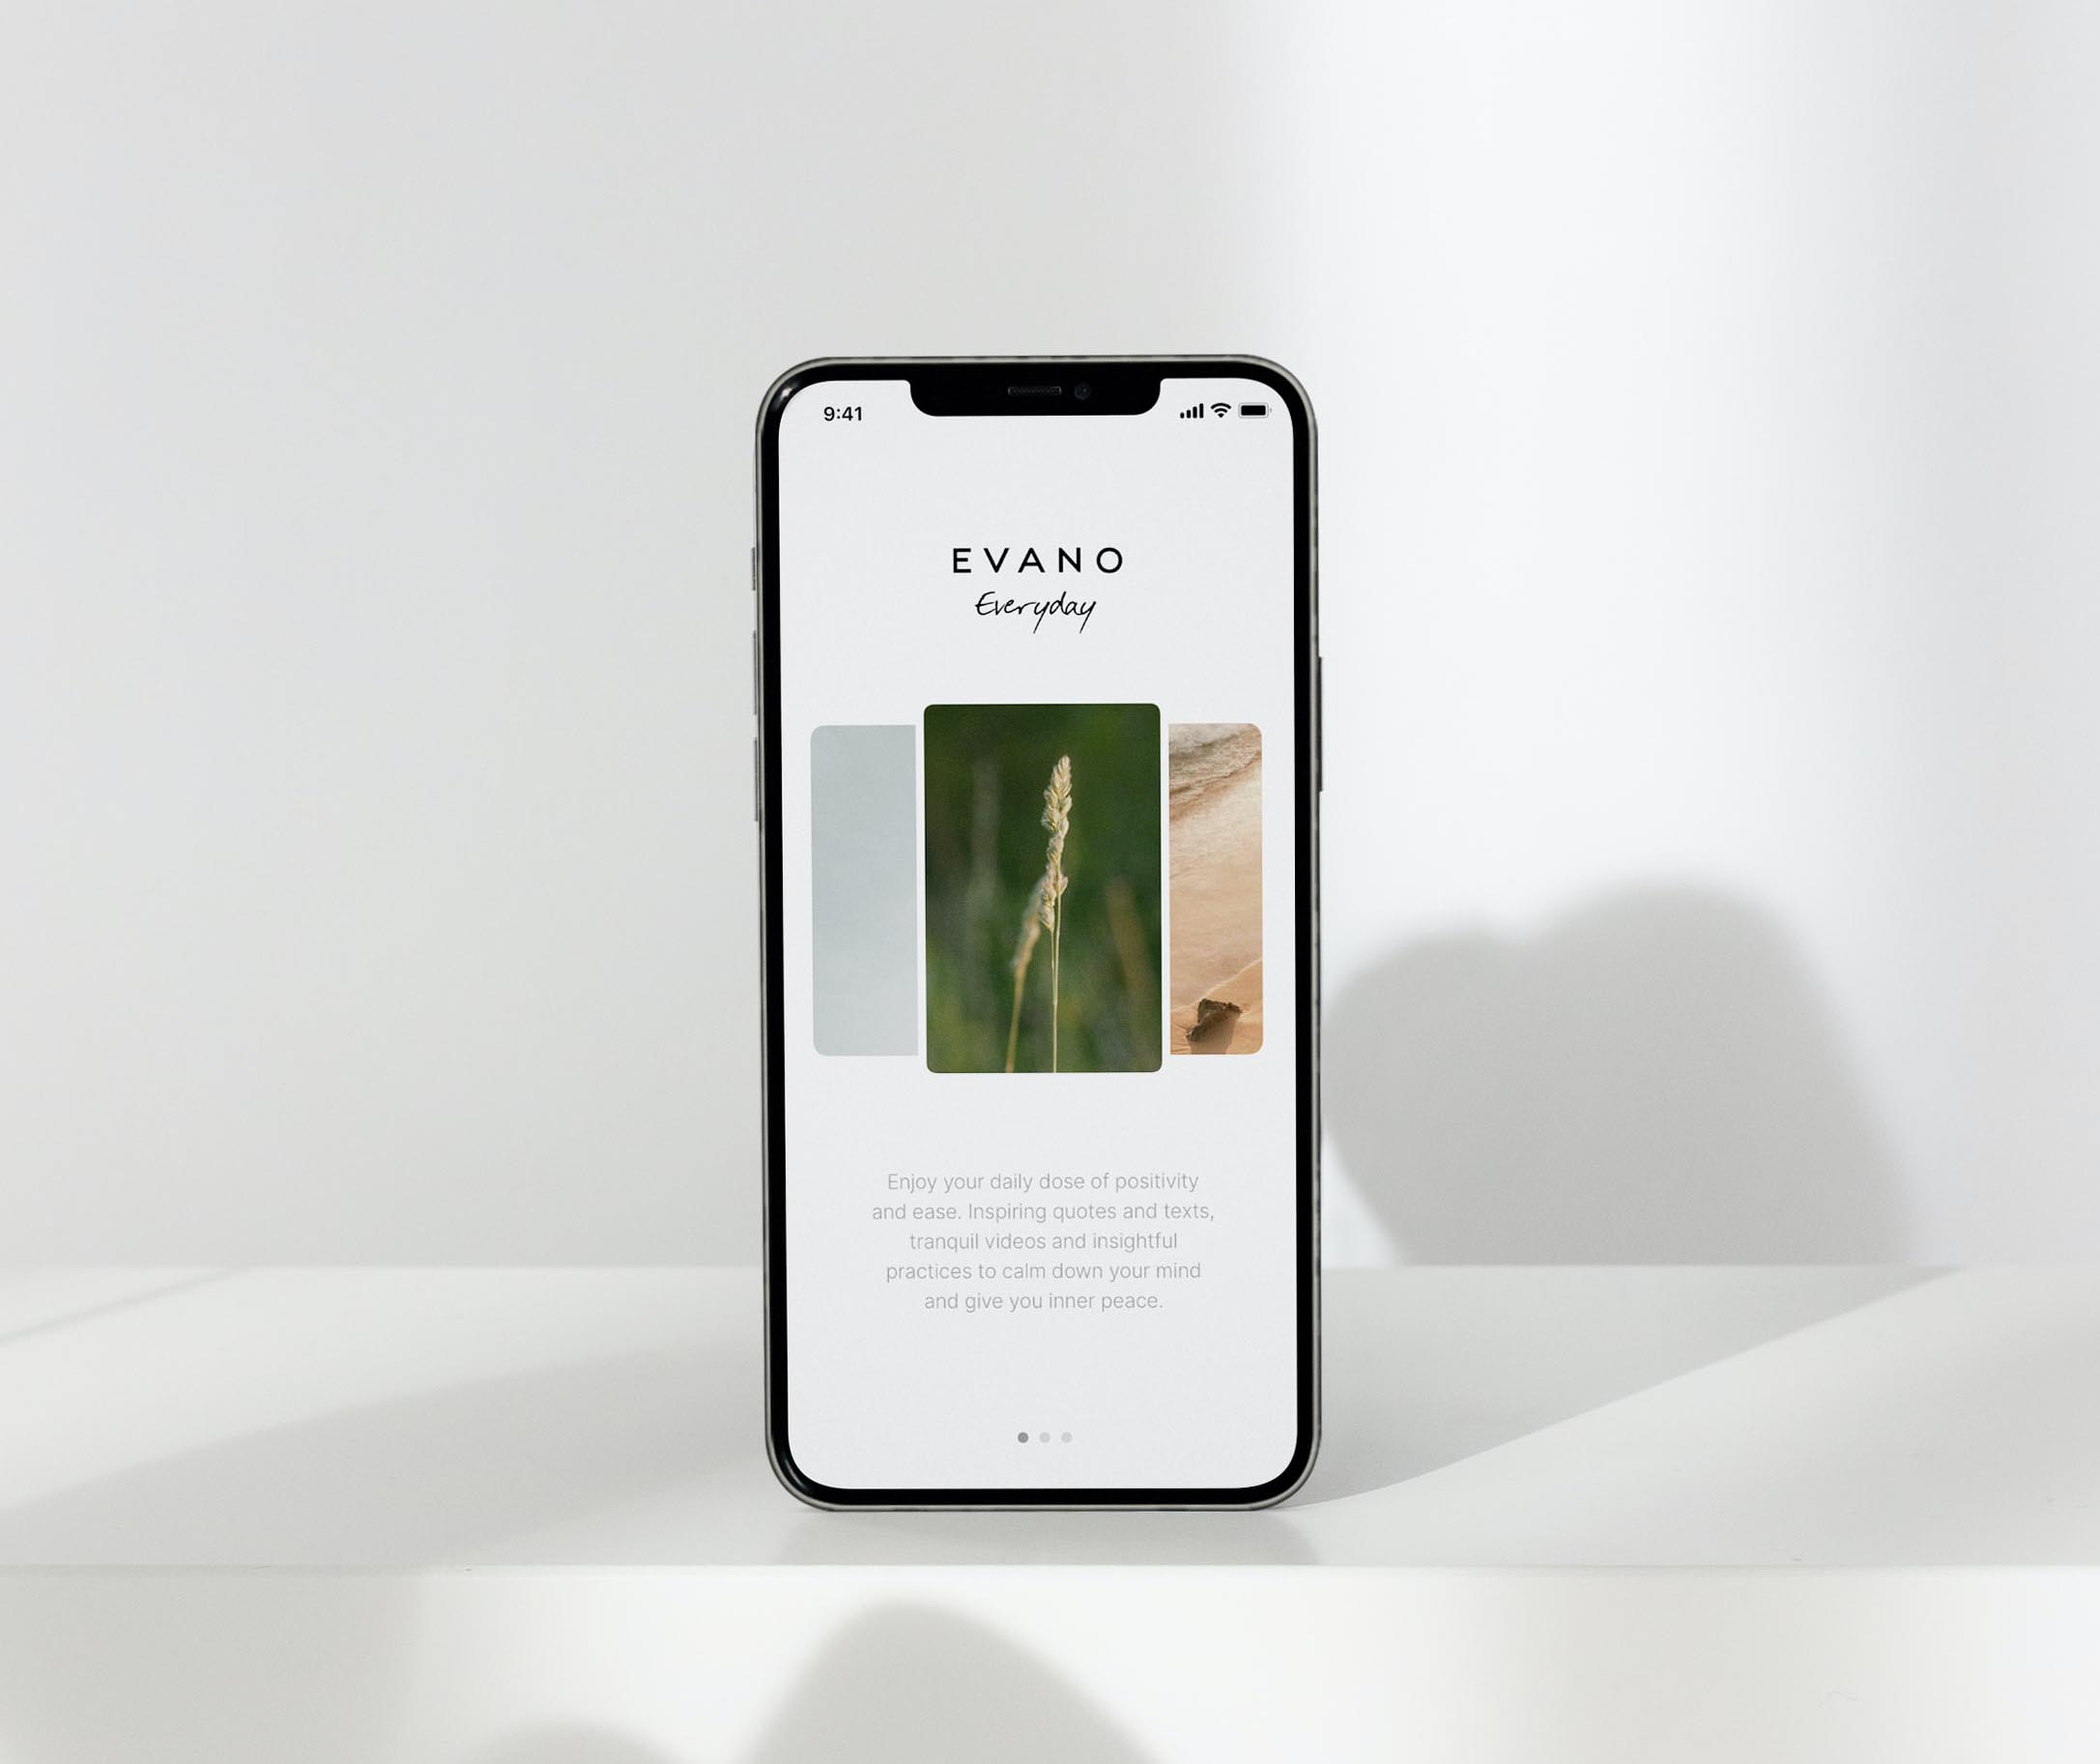 9:41
EVANO
Everyday
Enjoy your daily dose of positivity
and ease. Inspiring quotes and texts,
tranquil videos and insightful
practices to calm down your mind
and give you inner peace.